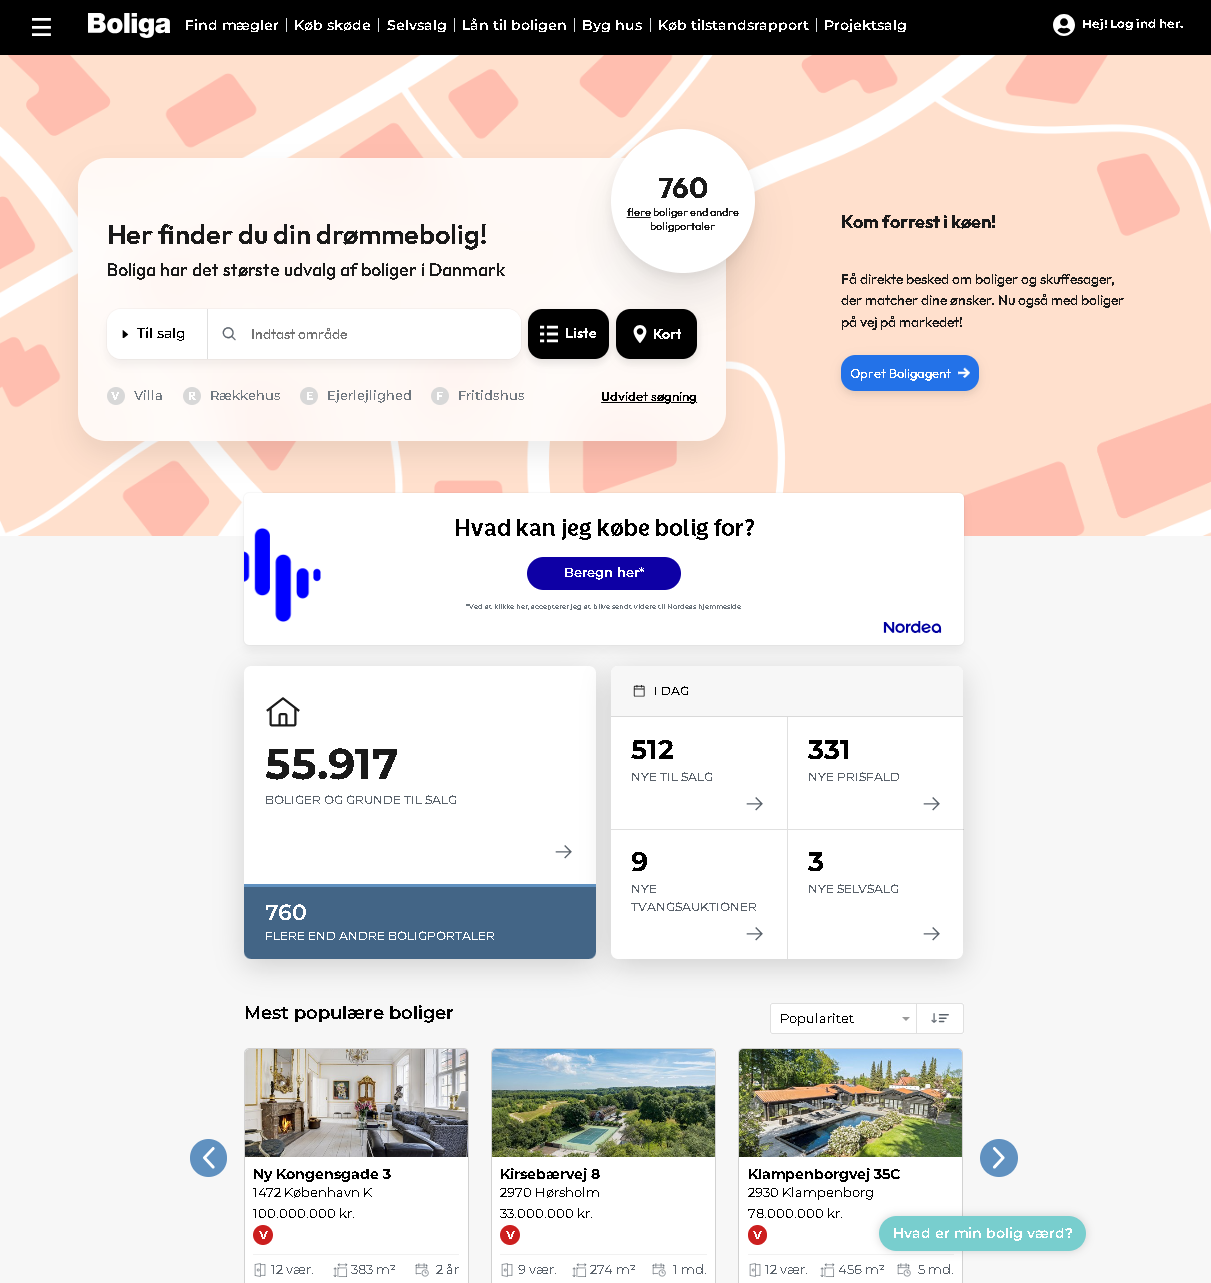 Boliga
Find mægler | Køb skøde | Selvsalg | Lån til boligen | Byg hus | Køb tilstandsrapport | Projektsalg
Hej! Log ind her.
760
flere boliger end andre
boligportaler
Her finder du din drømmebolig!
Boliga har det største udvalg af boliger i Danmark
Til salg
Indtast område
Liste
Kort
V Villa
R Rækkehus
E Ejerlejlighed
F Fritidshus
Udvidet søgning
Kom forrest i køen!
Få direkte besked om boliger og skuffesager,
der matcher dine ønsker. Nu også med boliger
på vej på markedet!
Opret Boligagent
Hvad kan jeg købe bolig for?
Beregn her*
*Ved at klikke her, accepterer jeg at blive sendt videre til Nordeas hjemmeside
Nordea
55.917
BOLIGER OG GRUNDE TIL SALG
760
FLERE END ANDRE BOLIGPORTALER
I DAG
512
NYE TIL SALG
331
NYE PRISFALD
9
NYE
TVANGSAUKTIONER
3
NYE SELVSALG
Mest populære boliger
Popularitet
Ny Kongensgade 3
1472 København K
100.000.000 kr.
V
12 vær. 383 m² 2 år
Kirsebærvej 8
2970 Hørsholm
33.000.000 kr.
V
9 vær. 274 m² 1 md.
Klampenborgvej 35C
2930 Klampenborg
78.000.000 kr.
V
12 vær. 456 m² 5 md.
Hvad er min bolig værd?